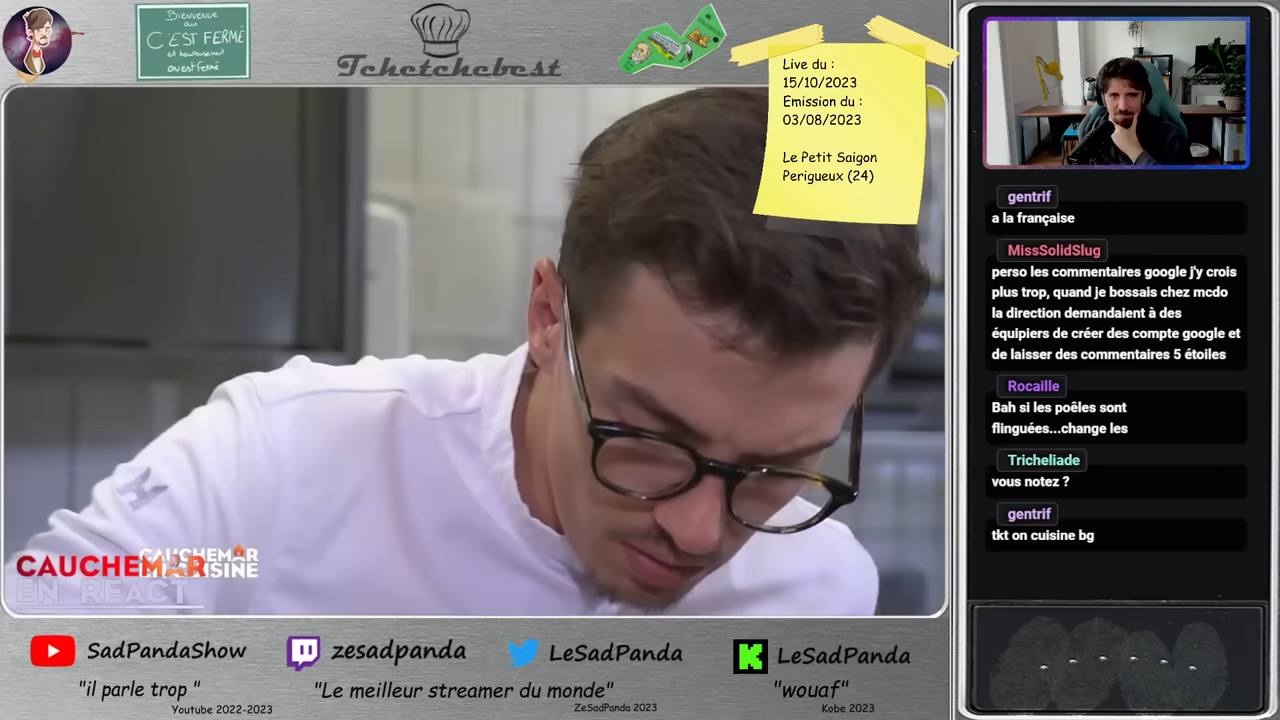 Bienvenue
au
C'EST FERMÉ
et heureusement
on est fermé
Tchetchebest
Live du :
15/10/2023
Emission du :
03/08/2023
Le Petit Saigon
Perigueux (24)
gentrif
a la française
MissSolidSlug
perso les commentaires google j'y crois
plus trop, quand je bossais chez mcdo
la direction demandaient à des
équipiers de créer des compte google et
de laisser des commentaires 5 étoiles
Rocaille
Bah si les poêles sont
flinguées...change les
Tricheliade
vous notez ?
gentrif
tkt on cuisine bg
CAUCHEMAR
EN REACT
CAUCHEMAR
EN CUISINE
SadPandaShow
zesadpanda
LeSadPanda
LeSadPanda
"il parle trop "
Youtube 2022-2023
"Le meilleur streamer du monde"
ZeSadPanda 2023
"wouaf"
Kobe 2023